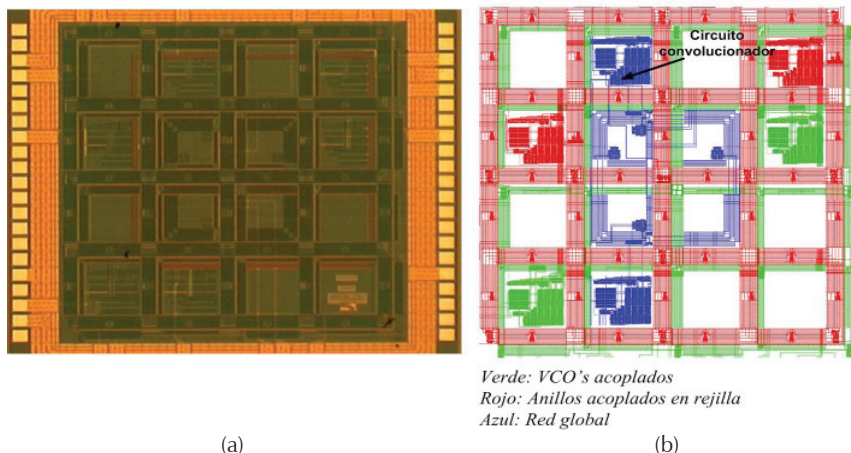 Circuito
convolucionador
Verde: VCO's acoplados
Rojo: Anillos acoplados en rejilla
Azul: Red global
(a)
(b)